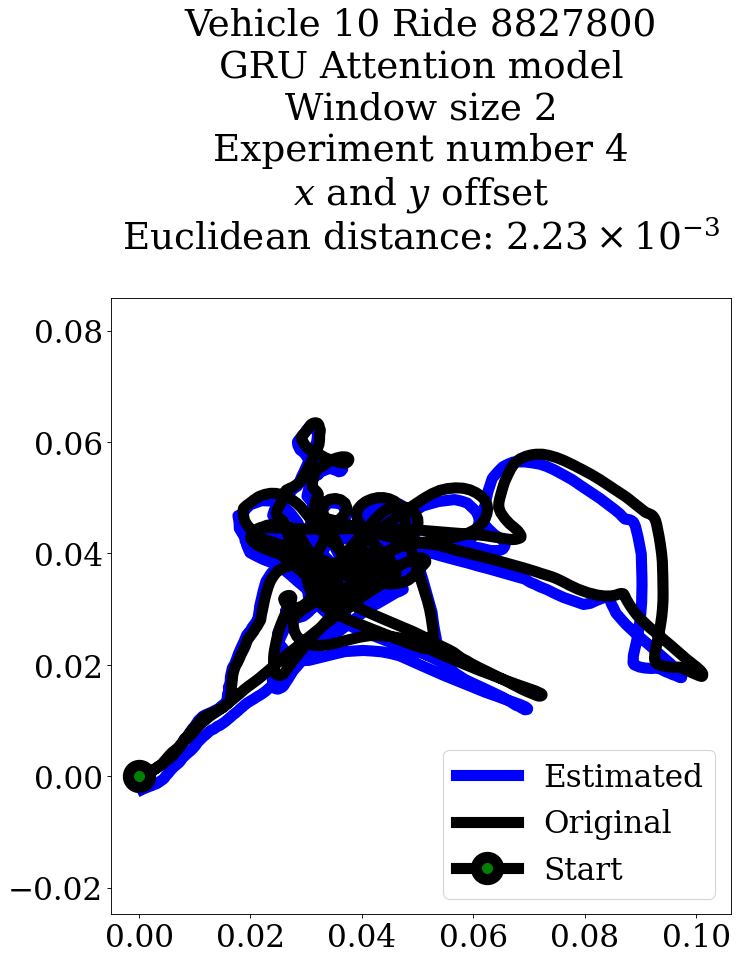 Vehicle 10 Ride 8827800
GRU Attention model
Window size 2
Experiment number 4
x and y offset
Euclidean distance: 2.23 × 10⁻³
0.08
0.06
0.04
0.02
0.00
−0.02
Estimated
Original
Start
0.00 0.02 0.04 0.06 0.08 0.10